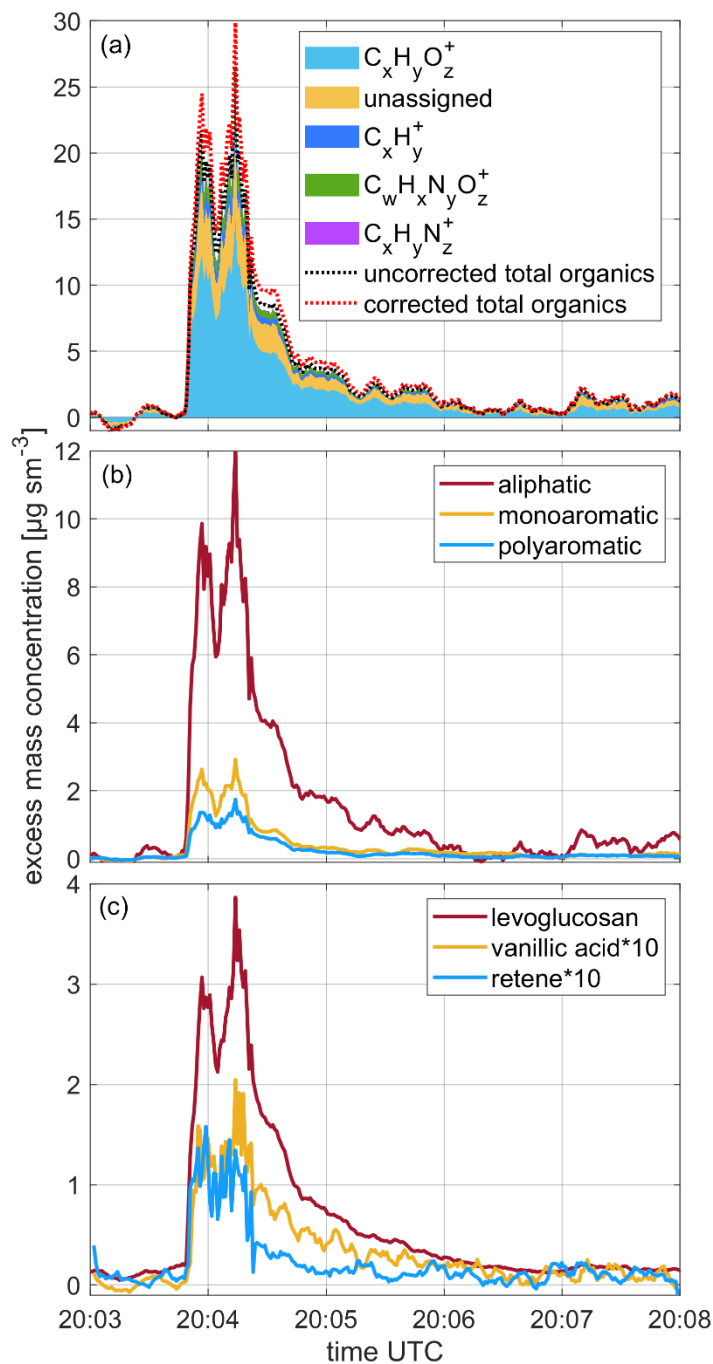 (a)
30
25
20
15
10
5
0
CxHyOz+
unassigned
CxHy+
CwHxNyOz+
CxHyNz+
uncorrected total organics
corrected total organics
excess mass concentration [µg sm⁻³]
(b)
12
10
8
6
4
2
0
aliphatic
monoaromatic
polyaromatic
(c)
4
3
2
1
0
levoglucosan
vanillic acid*10
retene*10
20:03 20:04 20:05 20:06 20:07 20:08
time UTC